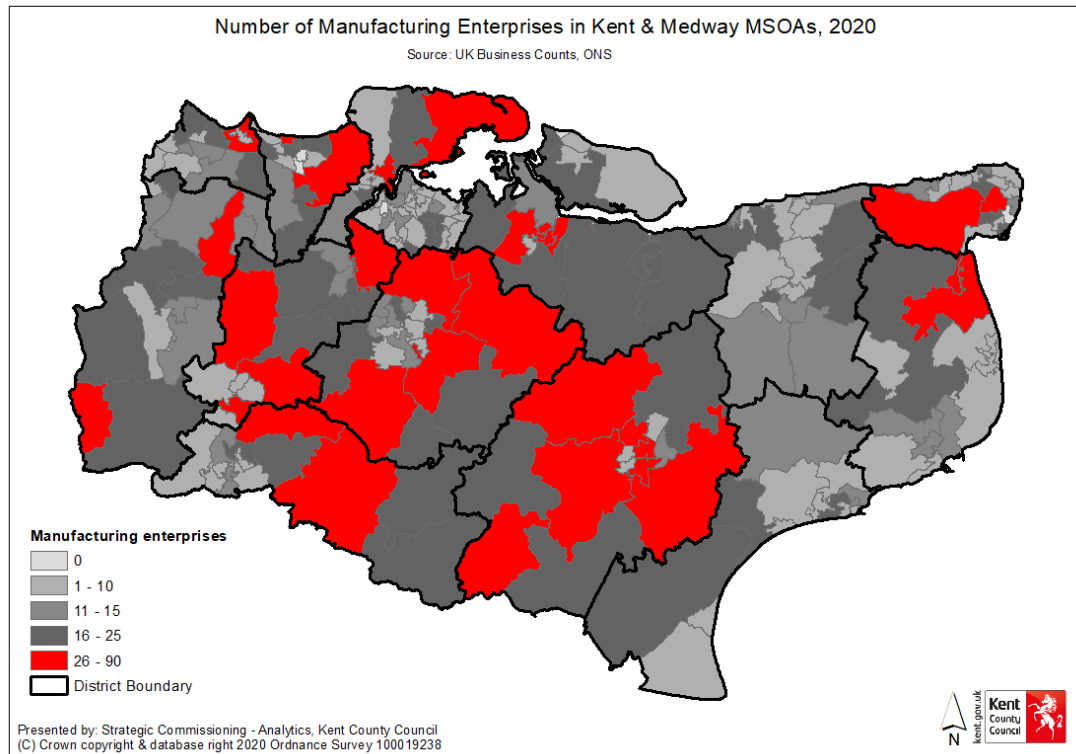 Number of Manufacturing Enterprises in Kent & Medway MSOAs, 2020
Source: UK Business Counts, ONS
Manufacturing enterprises
0
1 - 10
11 - 15
16 - 25
26 - 90
District Boundary
Presented by: Strategic Commissioning - Analytics, Kent County Council
(C) Crown copyright & database right 2020 Ordnance Survey 100019238
N
kent.gov.uk
Kent
County
Council